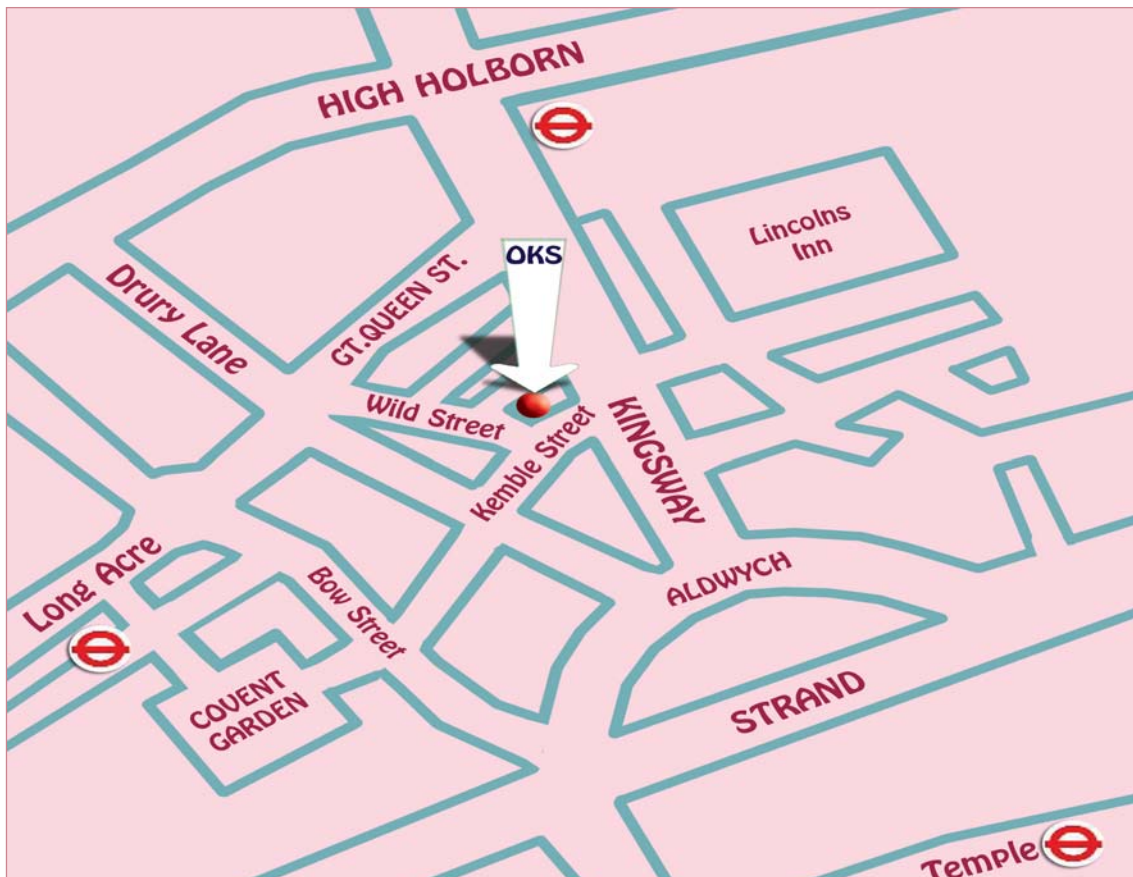 HIGH HOLBORN
Lincolns
Inn
OKS
Drury Lane
GT.QUEEN ST.
Wild Street
Kemble Street
KINGSWAY
Long Acre
Bow Street
ALDWYCH
COVENT
GARDEN
STRAND
Temple